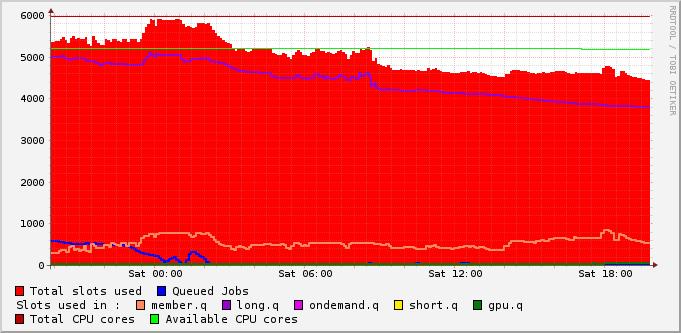 6000
5000
4000
3000
2000
1000
0
Sat 00:00 Sat 06:00 Sat 12:00 Sat 18:00
RRDTOOL / TOBI OETIKER
Total slots used Queued Jobs
Slots used in : member.q long.q ondemand.q short.q gpu.q
Total CPU cores Available CPU cores